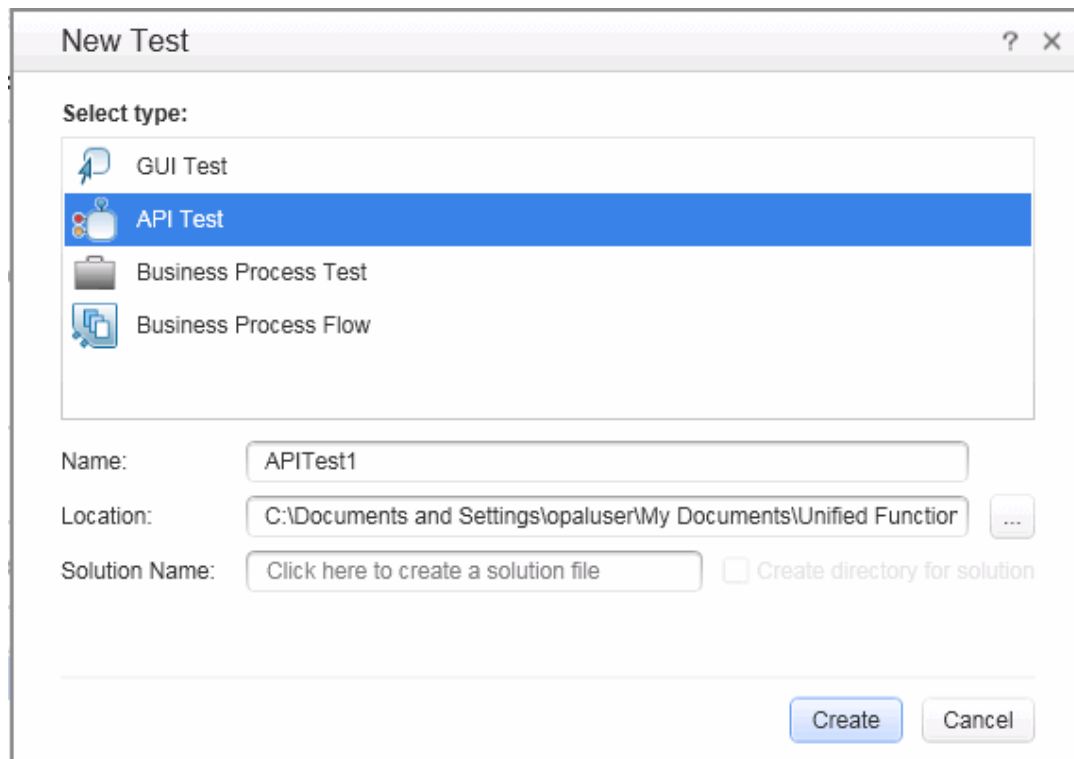 New Test
?
Select type:
GUI Test
API Test
Business Process Test
Business Process Flow
Name: APITest1
Location: C:\Documents and Settings\opaluser\My Documents\Unified Function ...
Solution Name: Click here to create a solution file Create directory for solution
Create Cancel